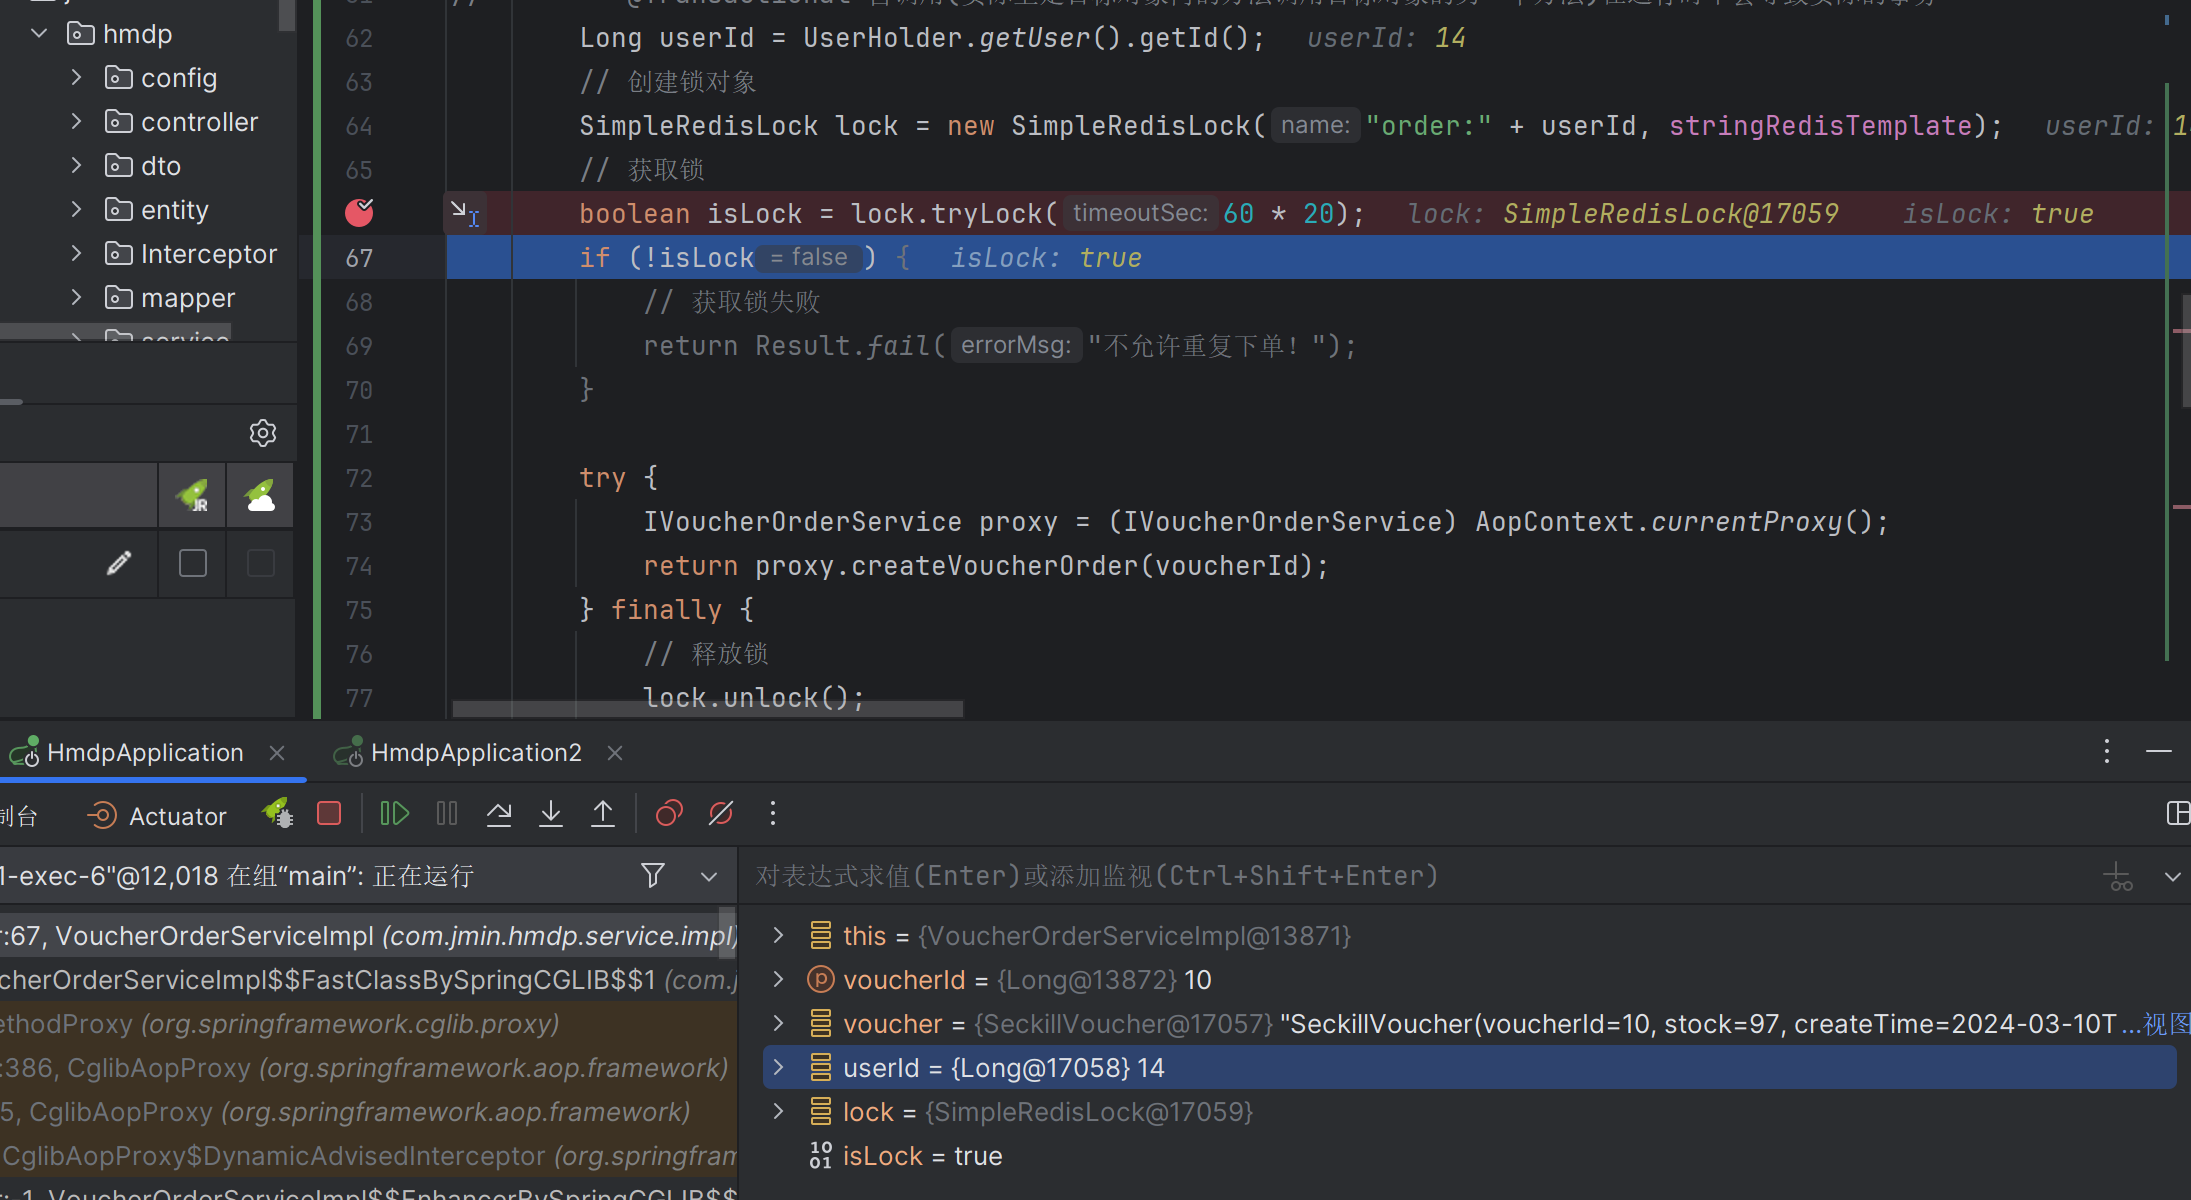 hmdp
config
controller
dto
entity
Interceptor
mapper
service
62 Long userId = UserHolder.getUser().getId(); userId: 14
63 // 创建锁对象
64 SimpleRedisLock lock = new SimpleRedisLock( name: "order:" + userId, stringRedisTemplate); userId:
65 // 获取锁
boolean isLock = lock.tryLock( timeoutSec: 60 * 20); lock: SimpleRedisLock@17059 isLock: true
67 if (!isLock = false ) { isLock: true
68 // 获取锁失败
69 return Result.fail( errorMsg: "不允许重复下单! ");
70 }
71
72 try {
73 IVoucherOrderService proxy = (IVoucherOrderService) AopContext.currentProxy();
74 return proxy.createVoucherOrder(voucherId);
75 } finally {
76 // 释放锁
77 lock.unlock();
HmdpApplication HmdpApplication2
制台 Actuator
1-exec-6"@12,018 在组“main”: 正在运行
对表达式求值(Enter)或添加监视(Ctrl+Shift+Enter)
r:67, VoucherOrderServiceImpl (com.jmin.hmdp.service.impl)
cherOrderServiceImpl$$FastClassBySpringCGLIB$$1 (com.j
ethodProxy (org.springframework.cglib.proxy)
:386, CglibAopProxy (org.springframework.aop.framework)
5, CglibAopProxy (org.springframework.aop.framework)
CglibAopProxy$DynamicAdvisedInterceptor (org.springfram
r:-1, VoucherOrderServiceImpl$$EnhancerBySpringCGLIB$$
this = {VoucherOrderServiceImpl@13871}
voucherId = {Long@13872} 10
voucher = {SeckillVoucher@17057} "SeckillVoucher(voucherId=10, stock=97, createTime=2024-03-10T ...视图
userId = {Long@17058} 14
lock = {SimpleRedisLock@17059}
isLock = true